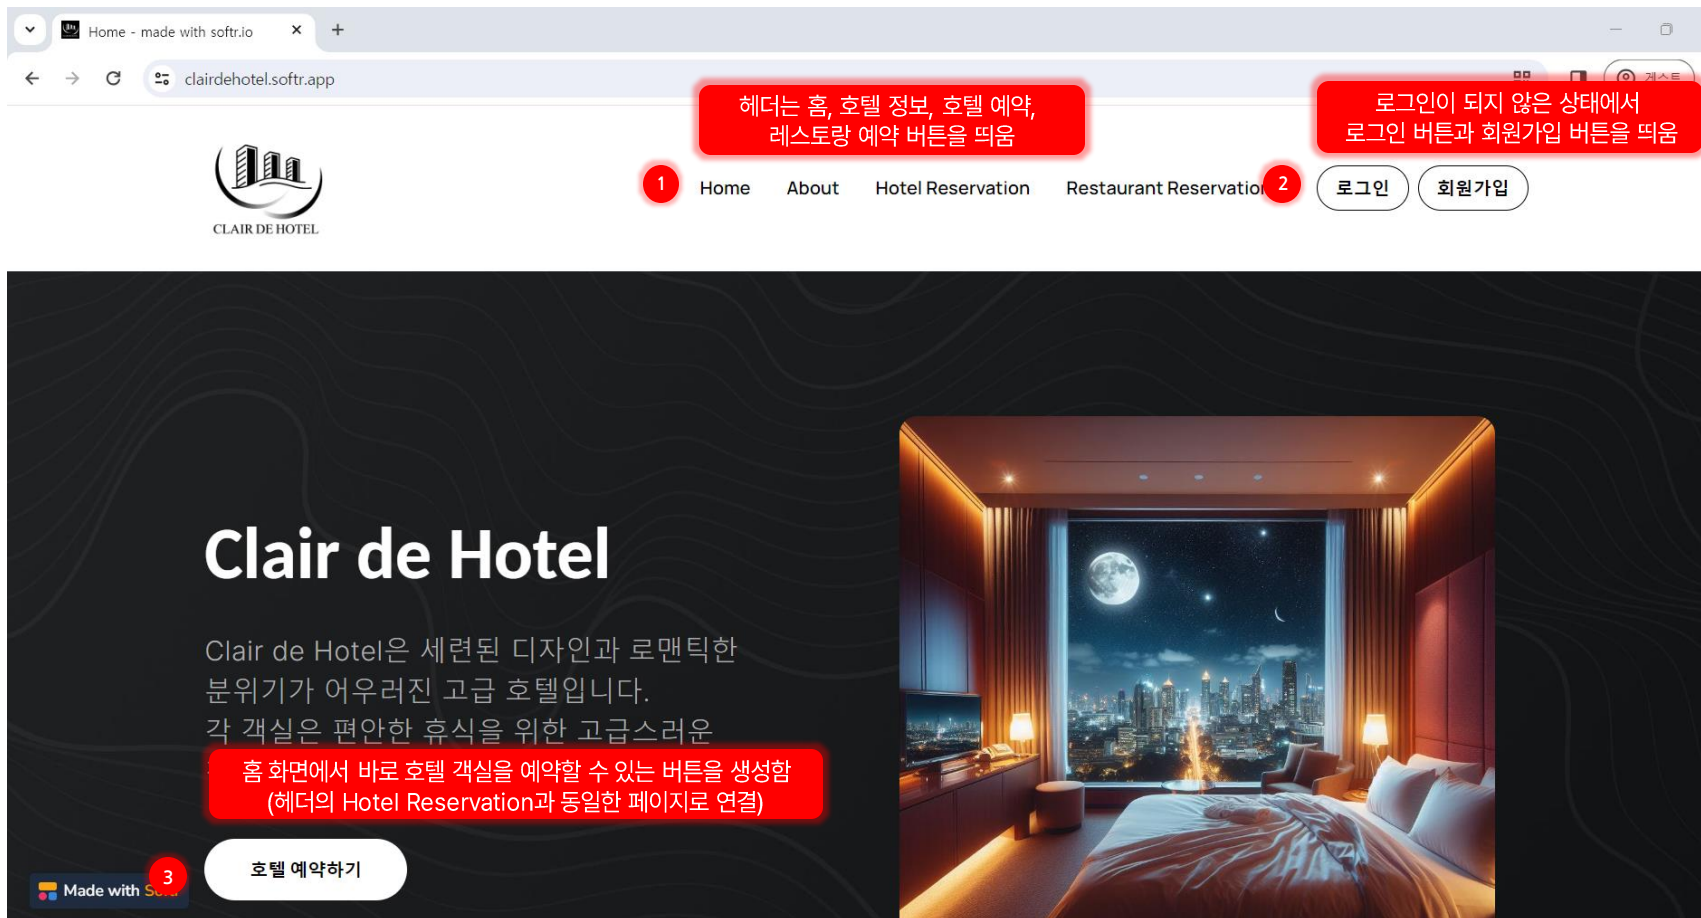 Home - made with softr.io
clairdehotel.softr.app
게스트
헤더는 홈, 호텔 정보, 호텔 예약,
레스토랑 예약 버튼을 띄움
로그인이 되지 않은 상태에서
로그인 버튼과 회원가입 버튼을 띄움
CLAIR DE HOTEL
1 Home About Hotel Reservation Restaurant Reservation 2 로그인 회원가입
Clair de Hotel
Clair de Hotel은 세련된 디자인과 로맨틱한
분위기가 어우러진 고급 호텔입니다.
각 객실은 편안한 휴식을 위한 고급스러운
홈 화면에서 바로 호텔 객실을 예약할 수 있는 버튼을 생성함
(헤더의 Hotel Reservation과 동일한 페이지로 연결)
3 호텔 예약하기
Made with